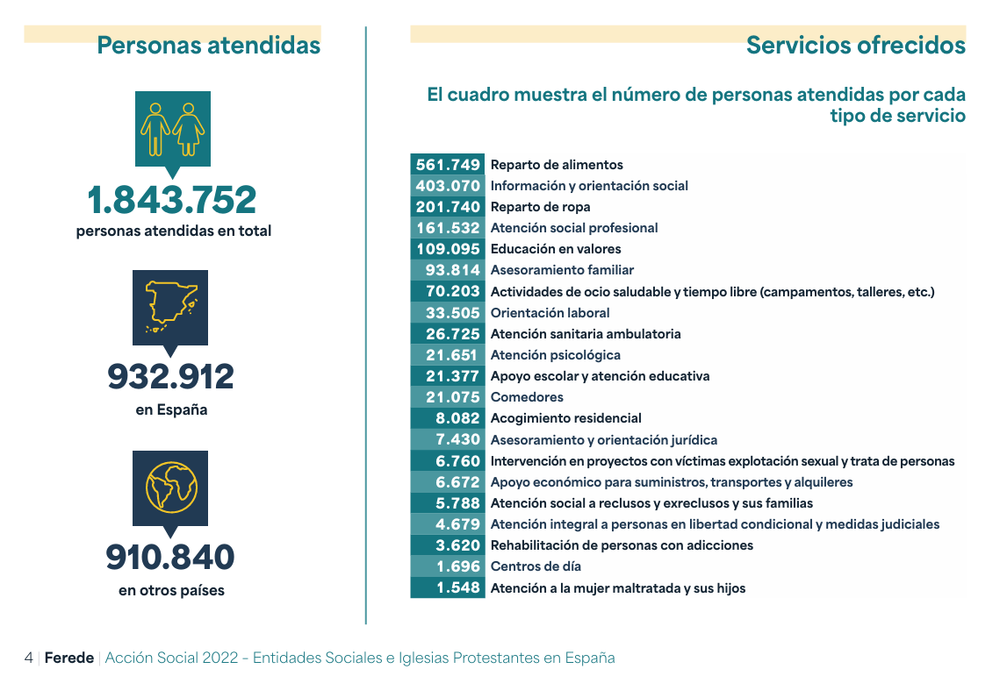 Personas atendidas
1.843.752
personas atendidas en total
932.912
en España
910.840
en otros países
Servicios ofrecidos
El cuadro muestra el número de personas atendidas por cada
tipo de servicio
561.749 Reparto de alimentos
403.070 Información y orientación social
201.740 Reparto de ropa
161.532 Atención social profesional
109.095 Educación en valores
93.814 Asesoramiento familiar
70.203 Actividades de ocio saludable y tiempo libre (campamentos, talleres, etc.)
33.505 Orientación laboral
26.725 Atención sanitaria ambulatoria
21.651 Atención psicológica
21.377 Apoyo escolar y atención educativa
21.075 Comedores
8.082 Acogimiento residencial
7.430 Asesoramiento y orientación jurídica
6.760 Intervención en proyectos con víctimas explotación sexual y trata de personas
6.672 Apoyo económico para suministros, transportes y alquileres
5.788 Atención social a reclusos y exreclusos y sus familias
4.679 Atención integral a personas en libertad condicional y medidas judiciales
3.620 Rehabilitación de personas con adicciones
1.696 Centros de día
1.548 Atención a la mujer maltratada y sus hijos
4 | Ferede | Acción Social 2022 – Entidades Sociales e Iglesias Protestantes en España